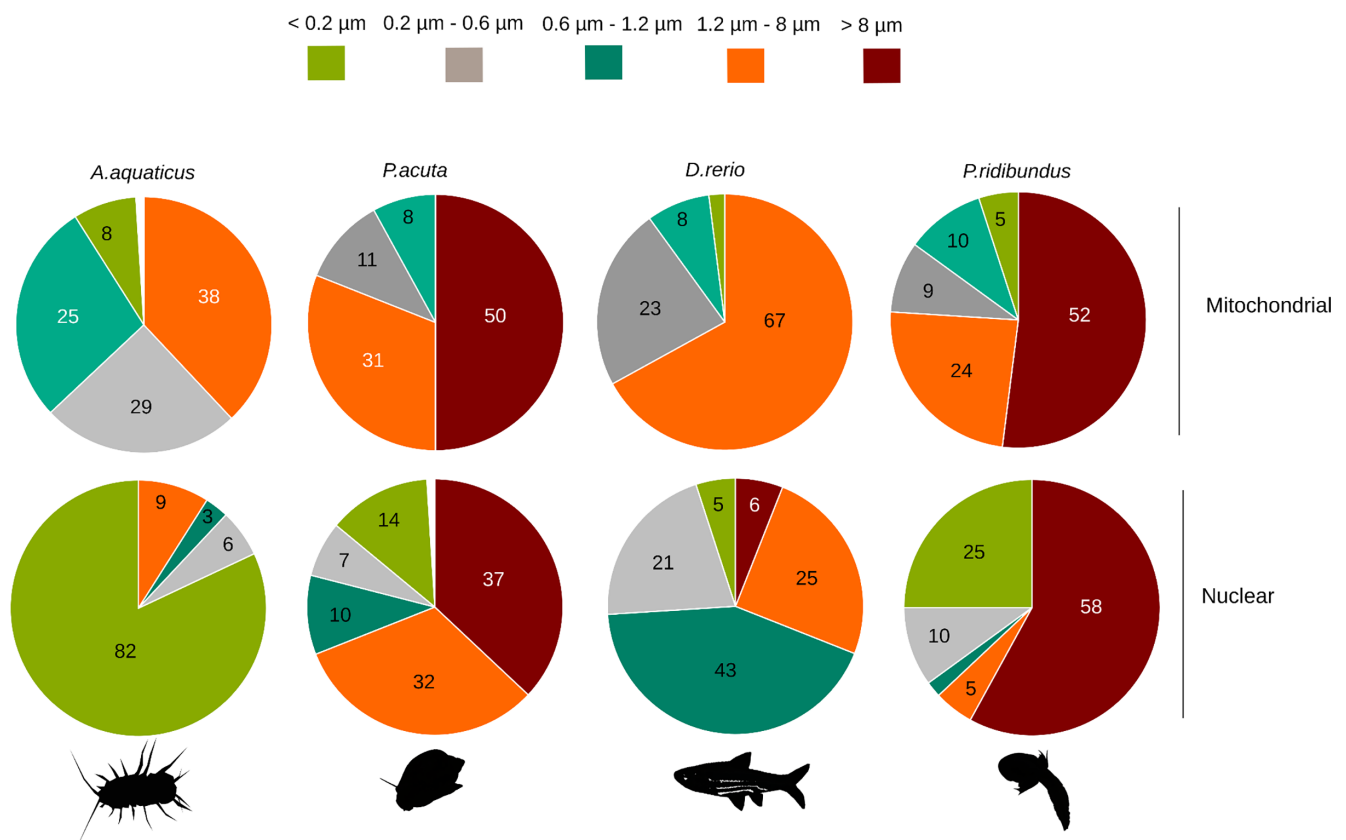 < 0.2 µm 0.2 µm - 0.6 µm 0.6 µm - 1.2 µm 1.2 µm - 8 µm > 8 µm
A.aquaticus P.acuta D.rerio P.ridibundus
8 38 25 29
8 11 50 31
8 23 67
5 10 9 52 24
Mitochondrial
9 3 6 82
14 7 37 10 32
5 6 21 25 43
25 58 10 5
Nuclear